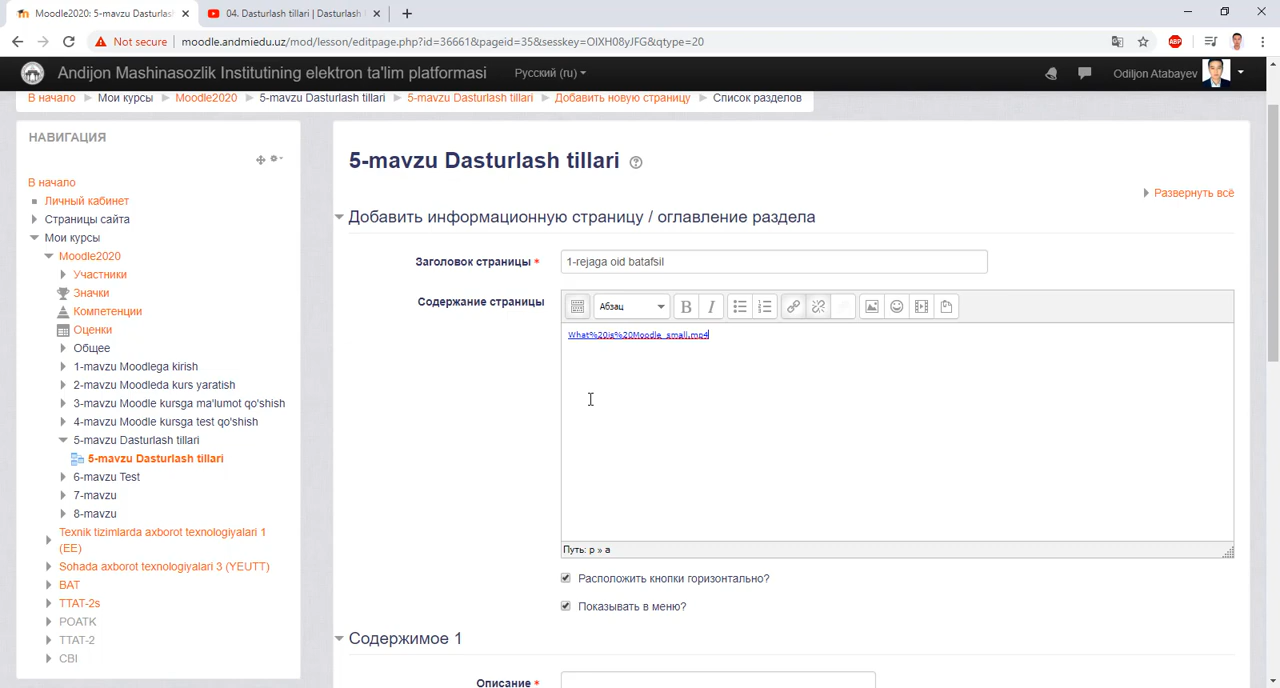 Moodle2020: 5-mavzu Dasturlash
04. Dasturlash tillari | Dasturlash
Not secure
moodle.andmiedu.uz/mod/lesson/editpage.php?id=36661&pageid=35&sesskey=OIXH08yJFG&qtype=20
ABP
Andijon Mashinasozlik Institutining elektron ta'lim platformasi
Русский (ru)
Odiljon Atabayev
В начало
Мои курсы
Moodle2020
5-mavzu Dasturlash tillari
5-mavzu Dasturlash tillari
Добавить новую страницу
Список разделов
НАВИГАЦИЯ
В начало
Личный кабинет
Страницы сайта
Мои курсы
Moodle2020
Участники
Значки
Компетенции
Оценки
Общее
1-mavzu Moodlega kirish
2-mavzu Moodleda kurs yaratish
3-mavzu Moodle kursga ma'lumot qo'shish
4-mavzu Moodle kursga test qo'shish
5-mavzu Dasturlash tillari
5-mavzu Dasturlash tillari
6-mavzu Test
7-mavzu
8-mavzu
Texnik tizimlarda axborot texnologiyalari 1
(EE)
Sohada axborot texnologiyalari 3 (YEUTT)
BAT
TTAT-2s
POATK
TTAT-2
CBI
5-mavzu Dasturlash tillari
Развернуть всё
Добавить информационную страницу / оглавление раздела
Заголовок страницы
1-rejaga oid batafsil
Содержание страницы
Абзац
B
I
What%20is%20Moodle_small.mp4
Путь: p » a
Расположить кнопки горизонтально?
Показывать в меню?
Содержимое 1
Описание